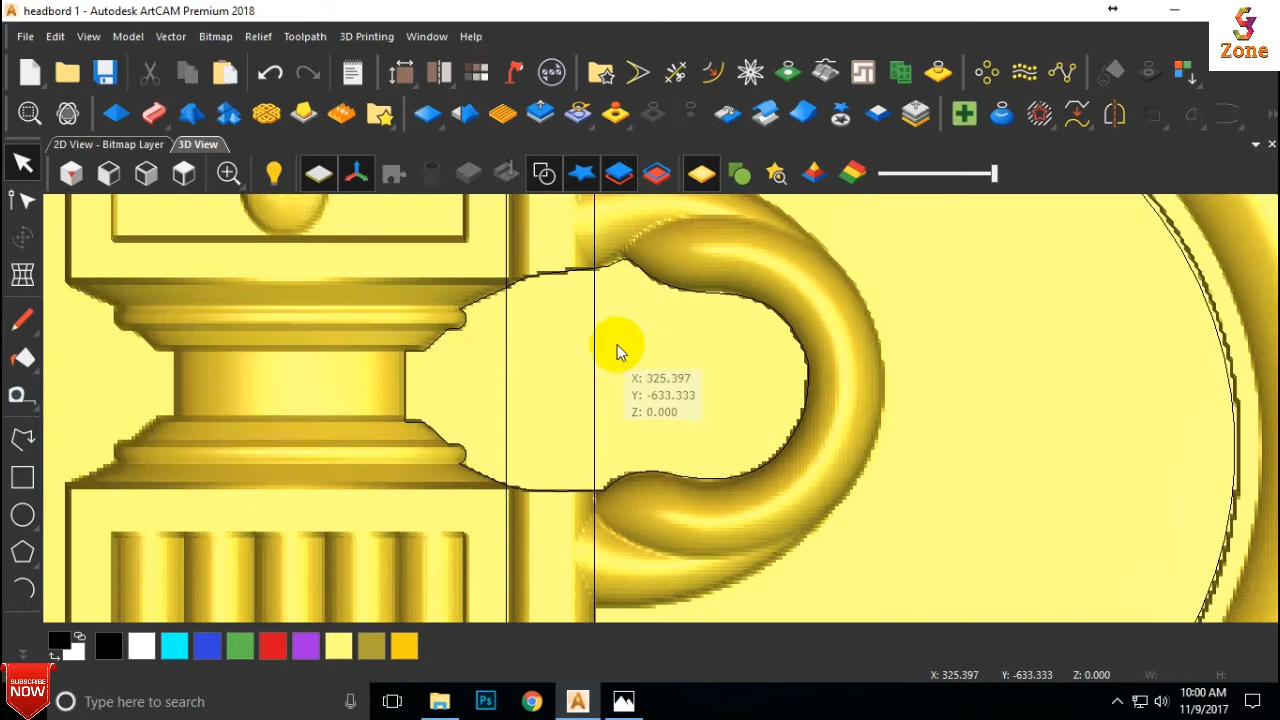 headbord 1 - Autodesk ArtCAM Premium 2018
Zone
File Edit View Model Vector Bitmap Relief Toolpath 3D Printing Window Help
2D View - Bitmap Layer 3D View
X: 325.397
Y: -633.333
Z: 0.000
X: 325.397 Y: -633.333 Z: 0.000 W: H:
SUBSCRIBE
NOW
Type here to search
Ps
10:00 AM
11/9/2017